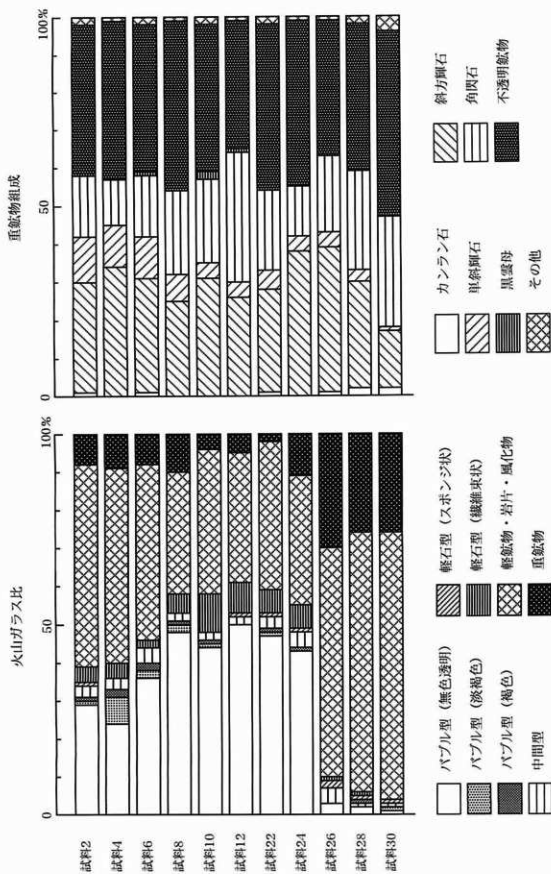 火山ガラス比
0
50
100%
試料2
試料4
試料6
試料8
試料10
試料12
試料22
試料24
試料26
試料28
試料30
バブル型（無色透明）
バブル型（淡褐色）
バブル型（褐色）
中間型
軽石型（スポンジ状）
軽石型（繊維束状）
軽鉱物・岩片・風化物
重鉱物
重鉱物組成
0
50
100%
カンラン石
単斜輝石
黒雲母
その他
斜方輝石
角閃石
不透明鉱物